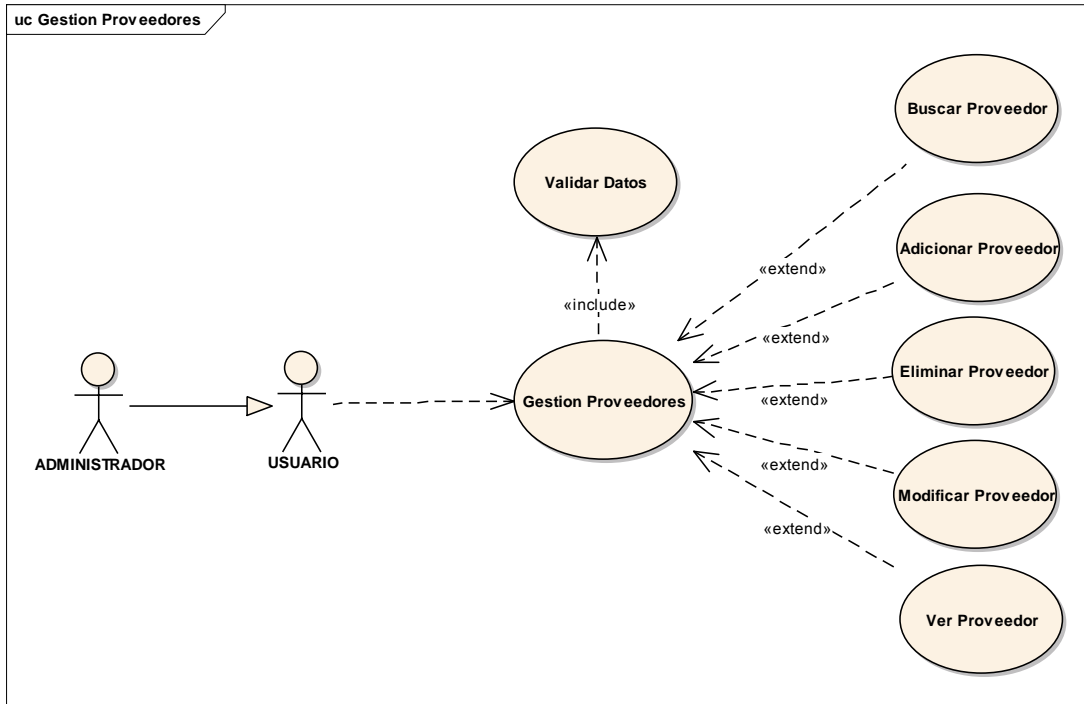 uc Gestion Proveedores
Buscar Proveedor
Validar Datos
Adicionar Proveedor
«extend»
«include»
«extend»
Eliminar Proveedor
Gestion Proveedores
«extend»
ADMINISTRADOR
USUARIO
«extend»
Modificar Proveedor
«extend»
Ver Proveedor